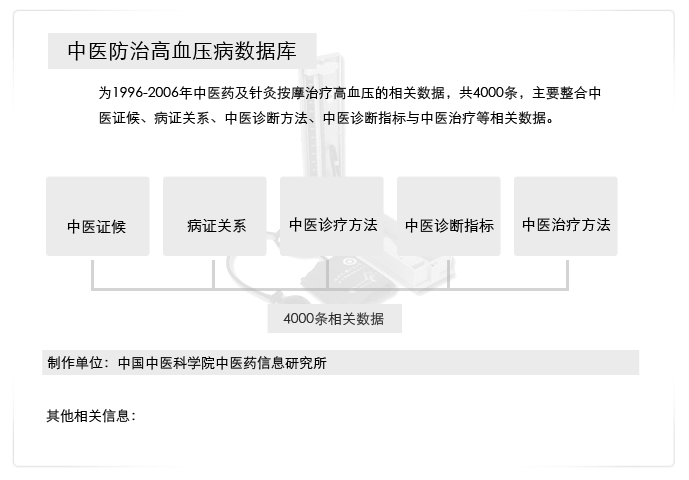 中医防治高血压病数据库
为1996-2006年中医药及针灸按摩治疗高血压的相关数据，共4000条，主要整合中
医证候、病证关系、中医诊断方法、中医诊断指标与中医治疗等相关数据。
中医证候
病证关系
中医诊疗方法
中医诊断指标
中医治疗方法
4000条相关数据
制作单位：中国中医科学院中医药信息研究所
其他相关信息：